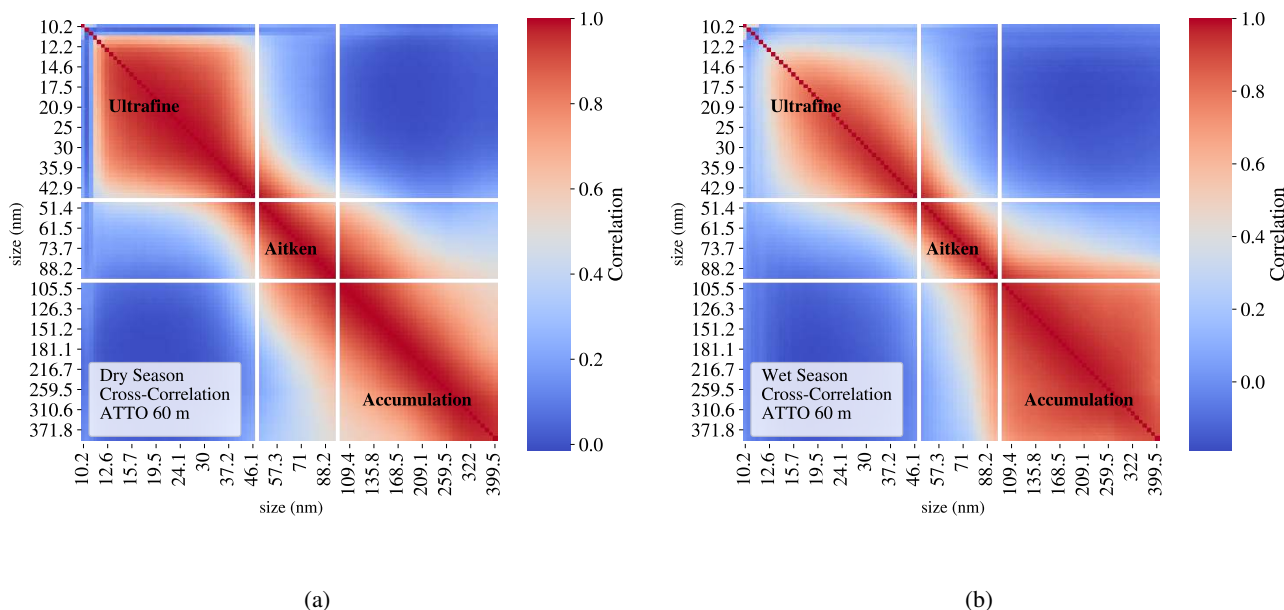 10.2
12.2
14.6
17.5
20.9
25
30
35.9
42.9
51.4
61.5
73.7
88.2
105.5
126.3
151.2
181.1
216.7
259.5
310.6
371.8
size (nm)
Ultrafine
Aitken
Accumulation
Dry Season
Cross-Correlation
ATTO 60 m
10.2 12.6 15.7 19.5 24.1 30 37.2 46.1 57.3 71 88.2 109.4 135.8 168.5 209.1 259.5 322 399.5
size (nm)
1.0
0.8
0.6
0.4
0.2
0.0
Correlation
(a)
10.2
12.2
14.6
17.5
20.9
25
30
35.9
42.9
51.4
61.5
73.7
88.2
105.5
126.3
151.2
181.1
216.7
259.5
310.6
371.8
size (nm)
Ultrafine
Aitken
Accumulation
Wet Season
Cross-Correlation
ATTO 60 m
10.2 12.6 15.7 19.5 24.1 30 37.2 46.1 57.3 71 88.2 109.4 135.8 168.5 209.1 259.5 322 399.5
size (nm)
1.0
0.8
0.6
0.4
0.2
0.0
Correlation
(b)